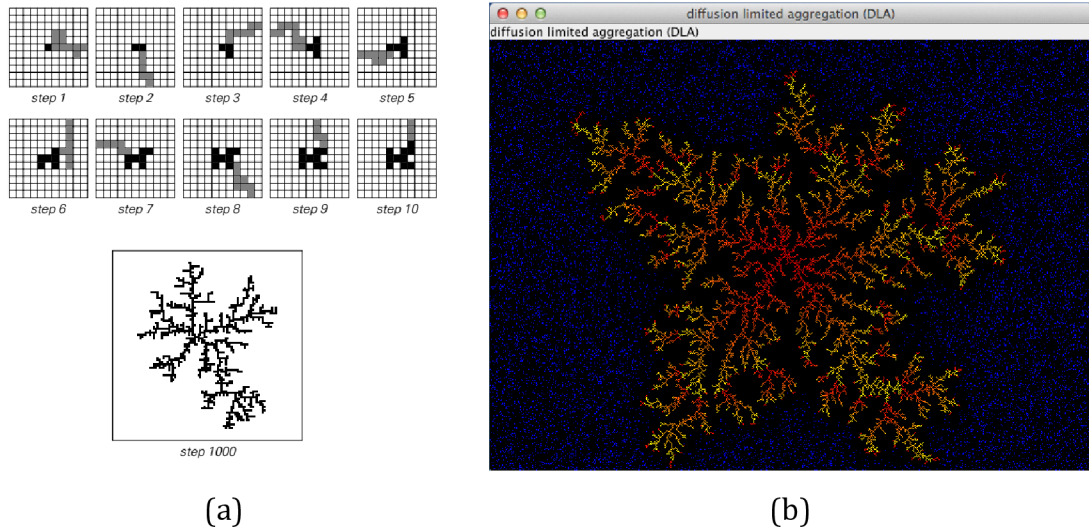 step 1
step 2
step 3
step 4
step 5
step 6
step 7
step 8
step 9
step 10
step 1000
(a)
diffusion limited aggregation (DLA)
diffusion limited aggregation (DLA)
(b)